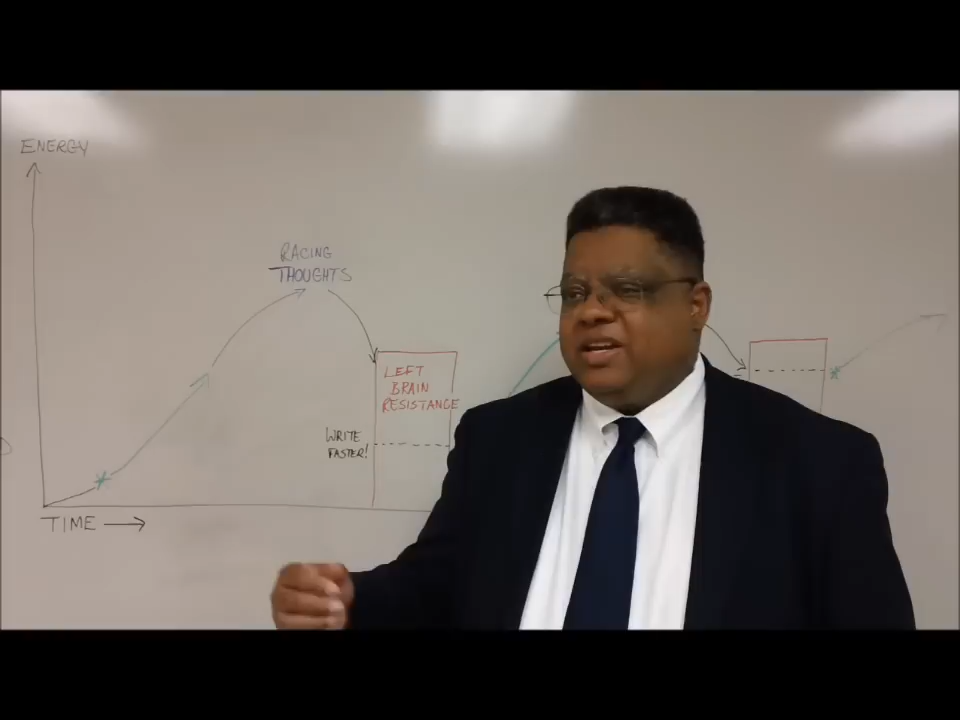 ENERGY
RACING
THOUGHTS
LEFT
BRAIN
RESISTANCE
WRITE
FASTER!
TIME